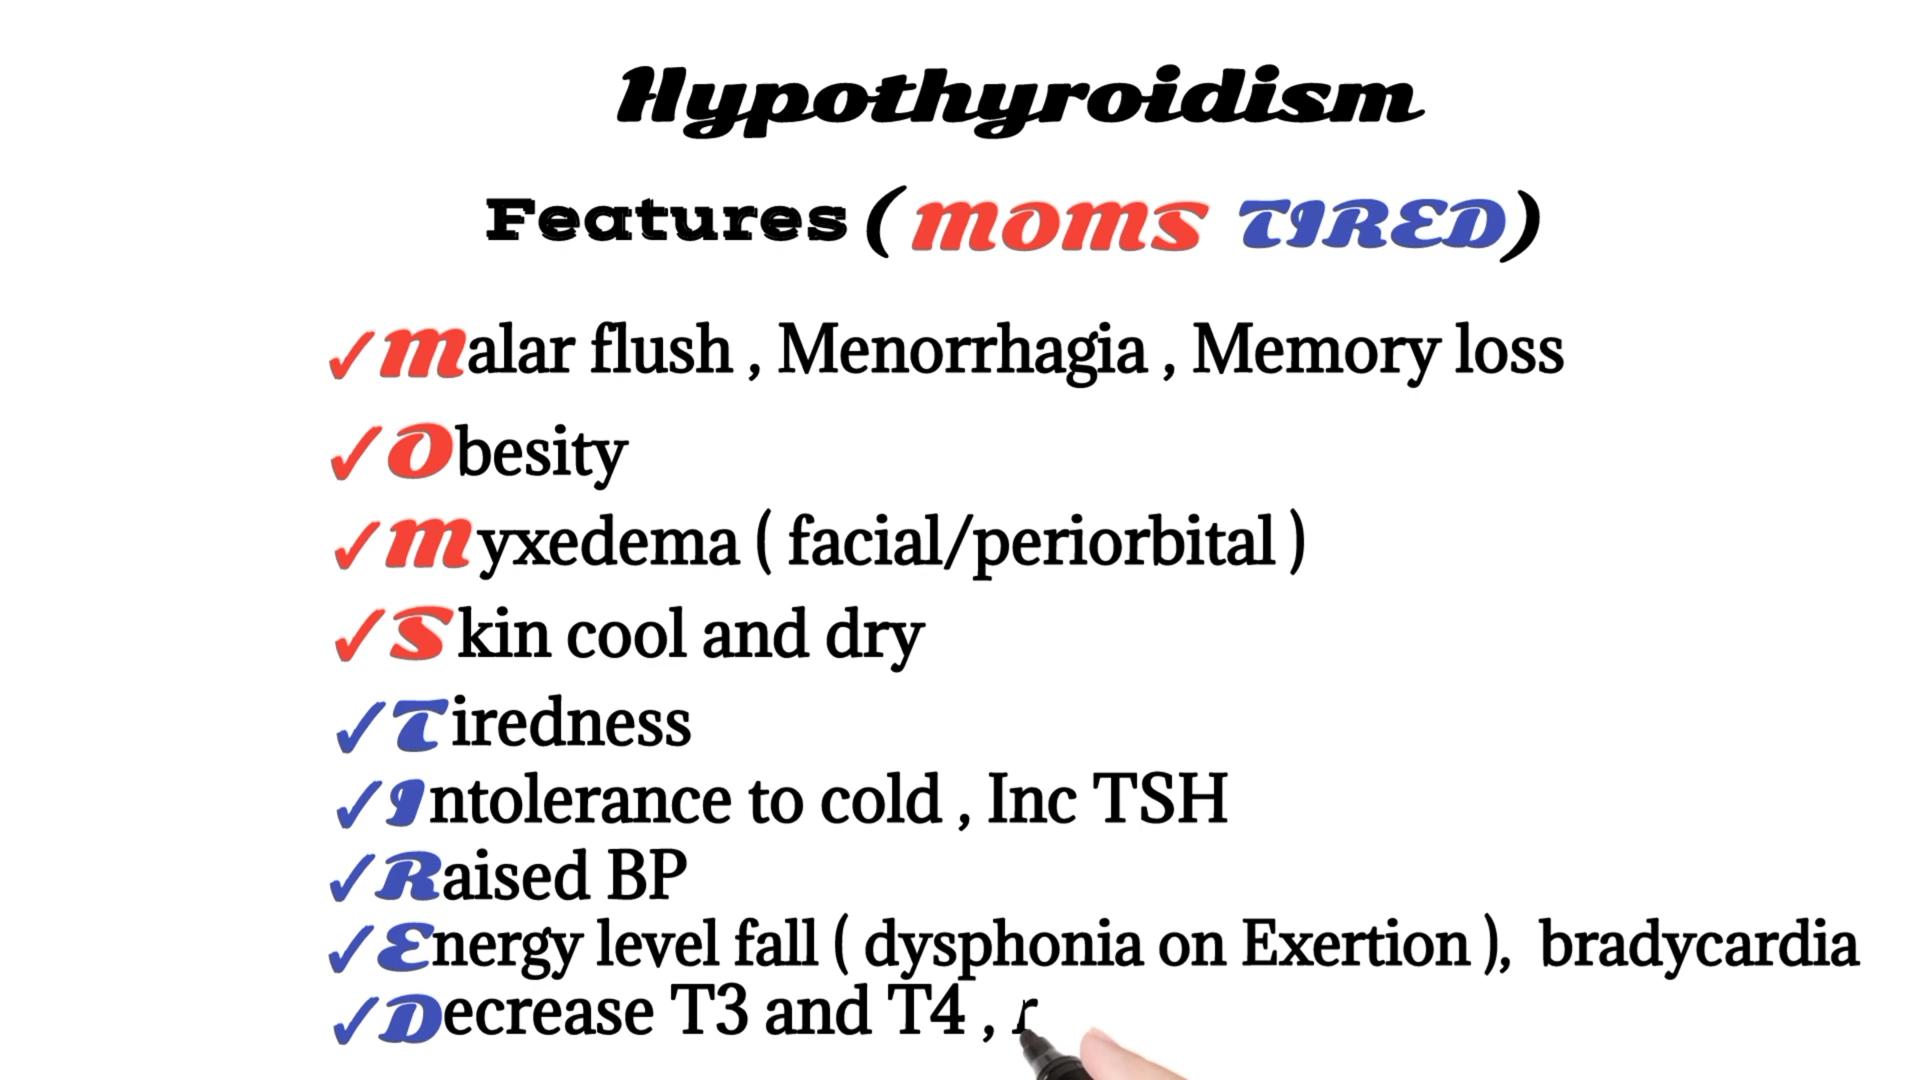 Hypothyroidism
Features ( MOMS TIRED )
✓Malar flush , Menorrhagia , Memory loss
✓Obesity
✓Myxedema ( facial/periorbital )
✓Skin cool and dry
✓Tiredness
✓Intolerance to cold , Inc TSH
✓Raised BP
✓Energy level fall ( dysphonia on Exertion ), bradycardia
✓Decrease T3 and T4 , r